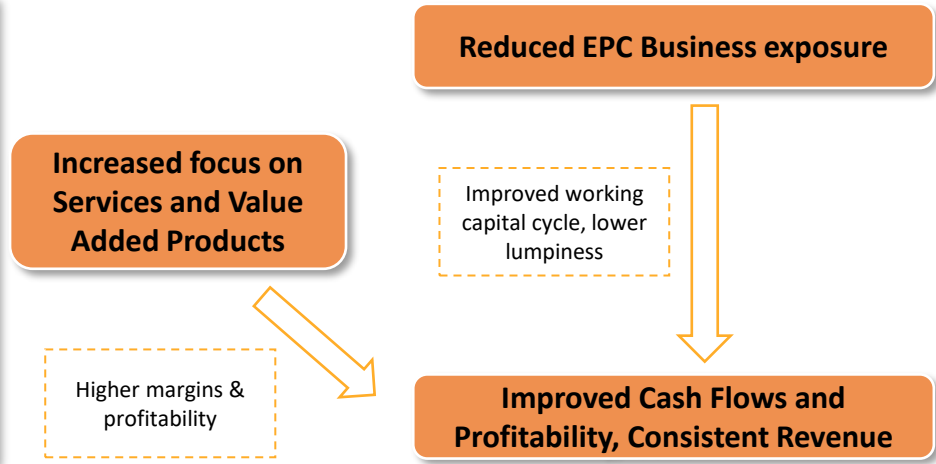 Reduced EPC Business exposure
Increased focus on
Services and Value
Added Products
Improved working
capital cycle, lower
lumpiness
Higher margins &
profitability
Improved Cash Flows and
Profitability, Consistent Revenue